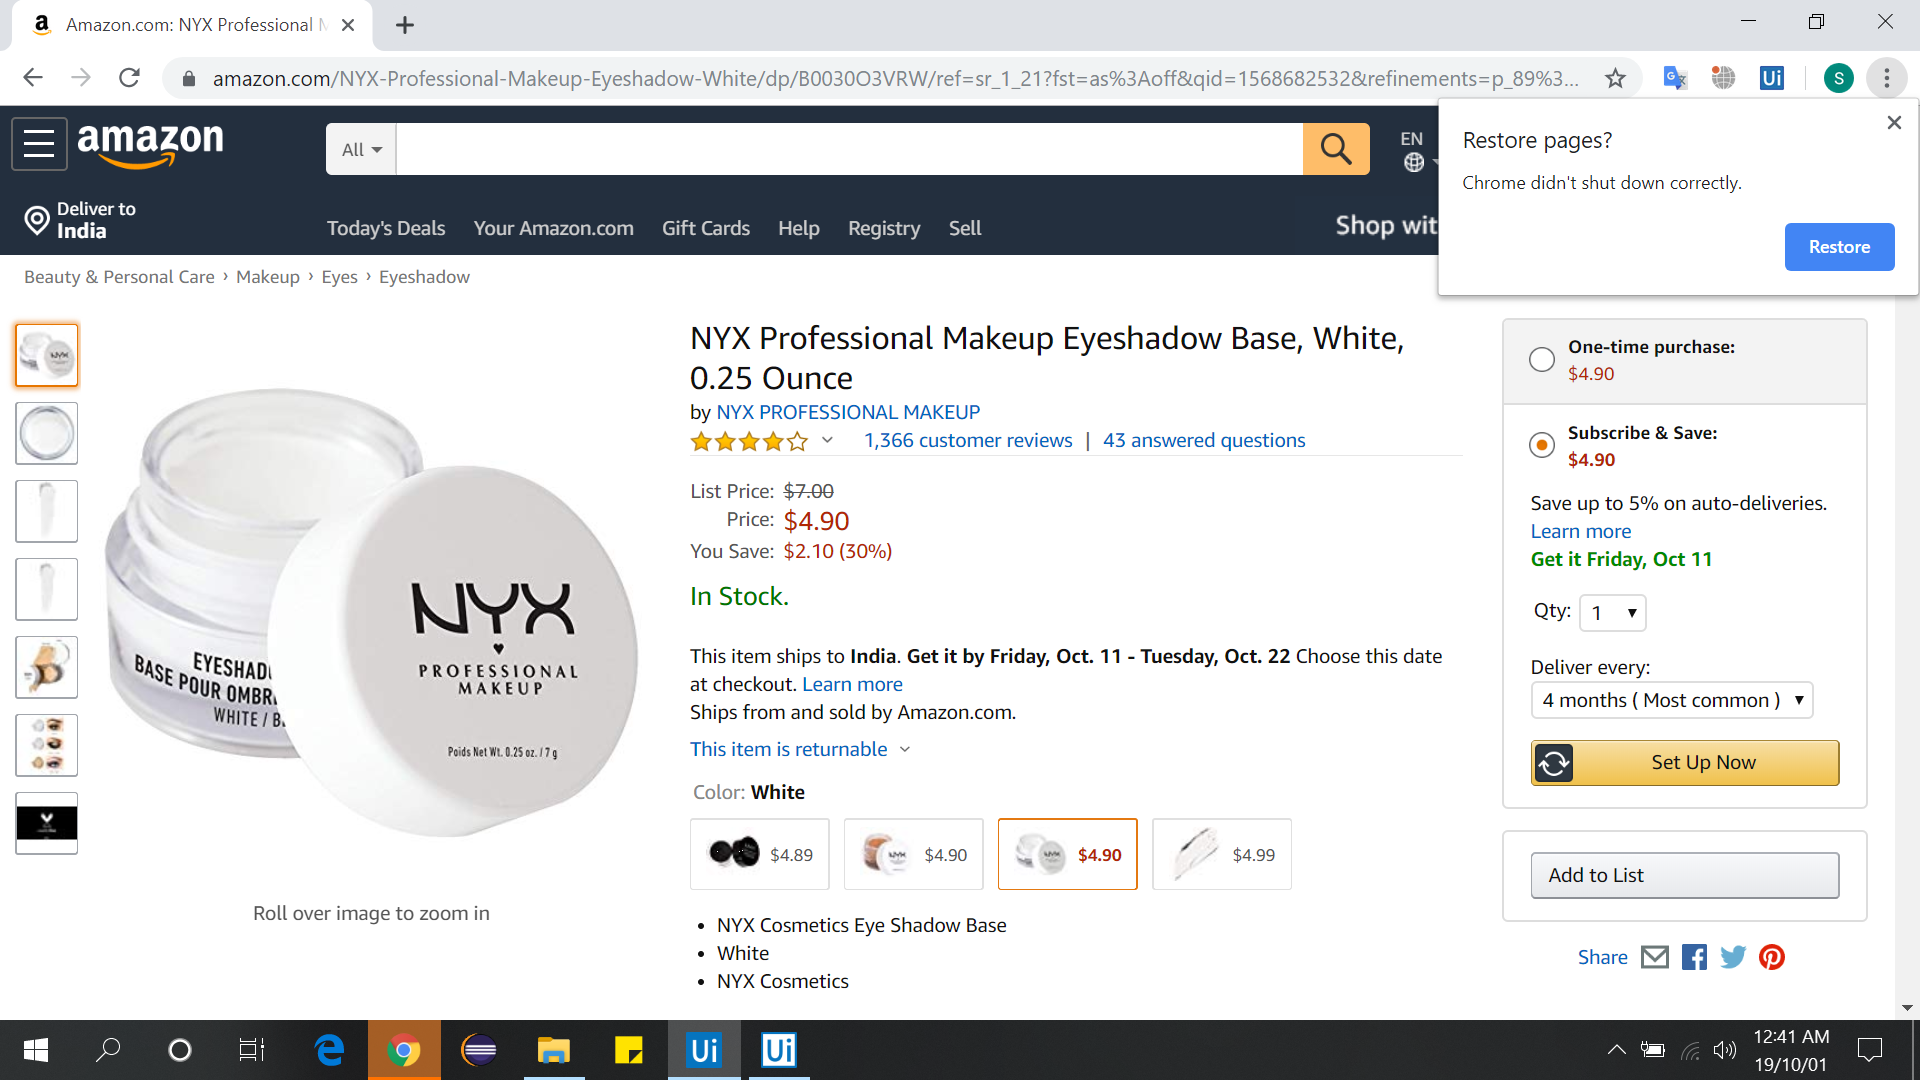 Amazon.com: NYX Professional M
amazon.com/NYX-Professional-Makeup-Eyeshadow-White/dp/B0030O3VRW/ref=sr_1_21?fst=as%3Aoff&qid=1568682532&refinements=p_89%3...
S
Restore pages?
Chrome didn't shut down correctly.
Restore
amazon
All
EN
Deliver to
India
Today's Deals
Your Amazon.com
Gift Cards
Help
Registry
Sell
Shop wit
Beauty & Personal Care › Makeup › Eyes › Eyeshadow
NYX
PROFESSIONAL
MAKEUP
Poids Net Wt. 0.25 oz. / 7 g
EYESHAD
BASE POUR OMBR
WHITE / B
Roll over image to zoom in
NYX Professional Makeup Eyeshadow Base, White,
0.25 Ounce
by NYX PROFESSIONAL MAKEUP
1,366 customer reviews | 43 answered questions
List Price: $7.00
Price: $4.90
You Save: $2.10 (30%)
In Stock.
This item ships to India. Get it by Friday, Oct. 11 - Tuesday, Oct. 22 Choose this date
at checkout. Learn more
Ships from and sold by Amazon.com.
This item is returnable
Color: White
$4.89
$4.90
$4.90
$4.99
• NYX Cosmetics Eye Shadow Base
• White
• NYX Cosmetics
One-time purchase:
$4.90
Subscribe & Save:
$4.90
Save up to 5% on auto-deliveries.
Learn more
Get it Friday, Oct 11
Qty: 1
Deliver every:
4 months ( Most common )
Set Up Now
Add to List
Share
Ui
Ui
Ui
12:41 AM
19/10/01